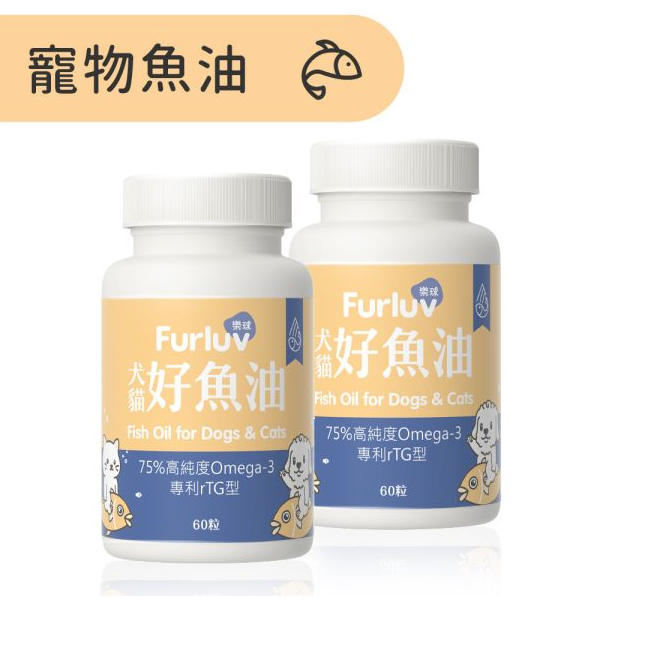 寵物魚油
Furluv 樂球
犬貓 好魚油
Fish Oil for Dogs & Cats
75%高純度Omega-3
專利rTG型
60粒
Furluv 樂球
犬貓 好魚油
Fish Oil for Dogs & Cats
75%高純度Omega-3
專利rTG型
60粒